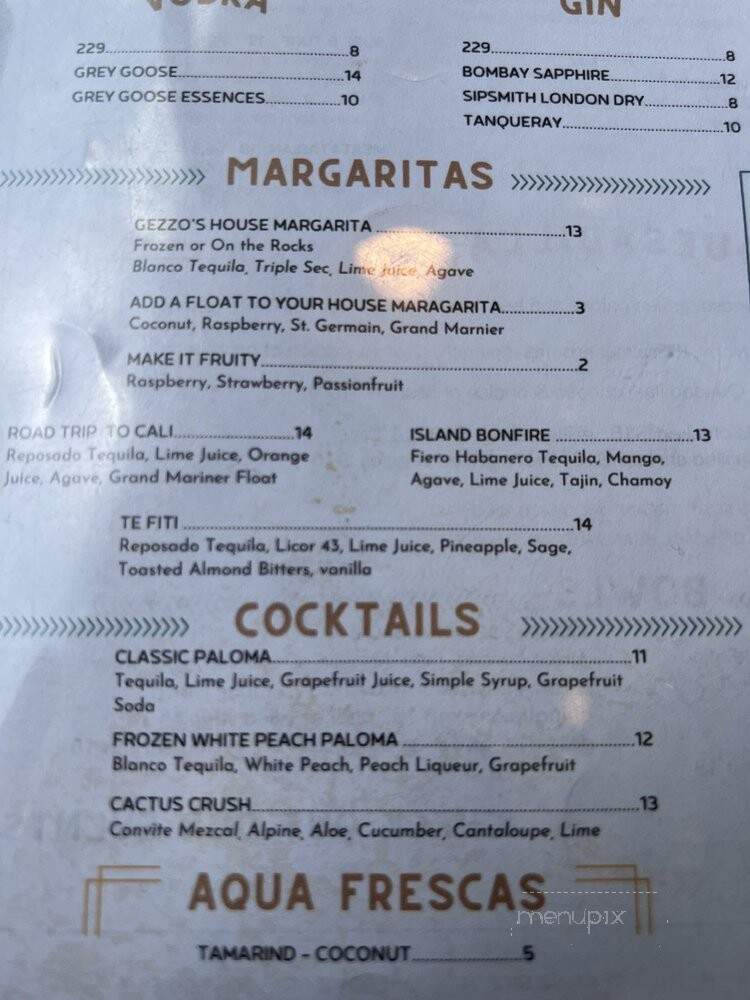 VODKA
GIN
229 8
GREY GOOSE 14
GREY GOOSE ESSENCES 10
229 8
BOMBAY SAPPHIRE 12
SIPSMITH LONDON DRY 8
TANQUERAY 10
MARGARITAS
GEZZO'S HOUSE MARGARITA 13
Frozen or On the Rocks
Blanco Tequila, Triple Sec, Lime Juice, Agave
ADD A FLOAT TO YOUR HOUSE MARAGARITA 3
Coconut, Raspberry, St. Germain, Grand Marnier
MAKE IT FRUITY 2
Raspberry, Strawberry, Passionfruit
ROAD TRIP TO CALI 14
Reposado Tequila, Lime Juice, Orange
Juice, Agave, Grand Mariner Float
ISLAND BONFIRE 13
Fiero Habanero Tequila, Mango,
Agave, Lime Juice, Tajin, Chamoy
TE FITI 14
Reposado Tequila, Licor 43, Lime Juice, Pineapple, Sage,
Toasted Almond Bitters, vanilla
COCKTAILS
CLASSIC PALOMA 11
Tequila, Lime Juice, Grapefruit Juice, Simple Syrup, Grapefruit
Soda
FROZEN WHITE PEACH PALOMA 12
Blanco Tequila, White Peach, Peach Liqueur, Grapefruit
CACTUS CRUSH 13
Convite Mezcal, Alpine, Aloe, Cucumber, Cantaloupe, Lime
AQUA FRESCAS
menupix
TAMARIND - COCONUT 5